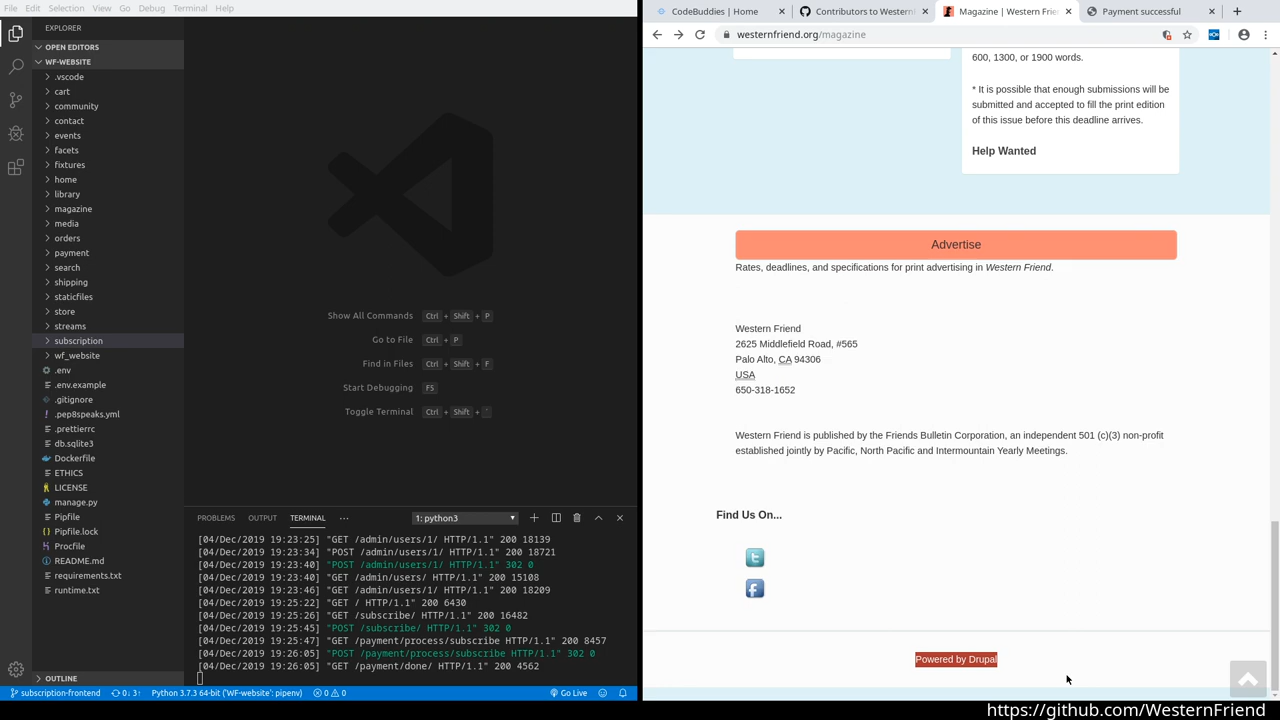 File Edit Selection View Go Debug Terminal Help
EXPLORER
OPEN EDITORS
WF-WEBSITE
.vscode
cart
community
contact
events
facets
fixtures
home
library
magazine
media
orders
payment
search
shipping
staticfiles
store
streams
subscription
wf_website
.env
.env.example
.gitignore
.pep8speaks.yml
.prettierrc
db.sqlite3
Dockerfile
ETHICS
LICENSE
manage.py
Pipfile
Pipfile.lock
Procfile
README.md
requirements.txt
runtime.txt
OUTLINE
Show All Commands Ctrl + Shift + P
Go to File Ctrl + P
Find in Files Ctrl + Shift + F
Start Debugging F5
Toggle Terminal Ctrl + Shift + `
PROBLEMS OUTPUT TERMINAL ··· 1: python3
[04/Dec/2019 19:23:25] "GET /admin/users/1/ HTTP/1.1" 200 18139
[04/Dec/2019 19:23:34] "POST /admin/users/1/ HTTP/1.1" 200 18721
[04/Dec/2019 19:23:40] "POST /admin/users/1/ HTTP/1.1" 302 0
[04/Dec/2019 19:23:40] "GET /admin/users/ HTTP/1.1" 200 15108
[04/Dec/2019 19:23:46] "GET /admin/users/1/ HTTP/1.1" 200 18209
[04/Dec/2019 19:25:22] "GET / HTTP/1.1" 200 6430
[04/Dec/2019 19:25:26] "GET /subscribe/ HTTP/1.1" 200 16482
[04/Dec/2019 19:25:45] "POST /subscribe/ HTTP/1.1" 302 0
[04/Dec/2019 19:25:47] "GET /payment/process/subscribe HTTP/1.1" 200 8457
[04/Dec/2019 19:26:05] "POST /payment/process/subscribe HTTP/1.1" 302 0
[04/Dec/2019 19:26:05] "GET /payment/done/ HTTP/1.1" 200 4562
subscription-frontend 0↓ 3↑ Python 3.7.3 64-bit ('WF-website': pipenv) 0 0 Go Live
CodeBuddies | Home
Contributors to Western
Magazine | Western Frie
Payment successful
westernfriend.org/magazine
600, 1300, or 1900 words.
* It is possible that enough submissions will be
submitted and accepted to fill the print edition
of this issue before this deadline arrives.
Help Wanted
Advertise
Rates, deadlines, and specifications for print advertising in Western Friend.
Western Friend
2625 Middlefield Road, #565
Palo Alto, CA 94306
USA
650-318-1652
Western Friend is published by the Friends Bulletin Corporation, an independent 501 (c)(3) non-profit
established jointly by Pacific, North Pacific and Intermountain Yearly Meetings.
Find Us On...
Powered by Drupal
https://github.com/WesternFriend